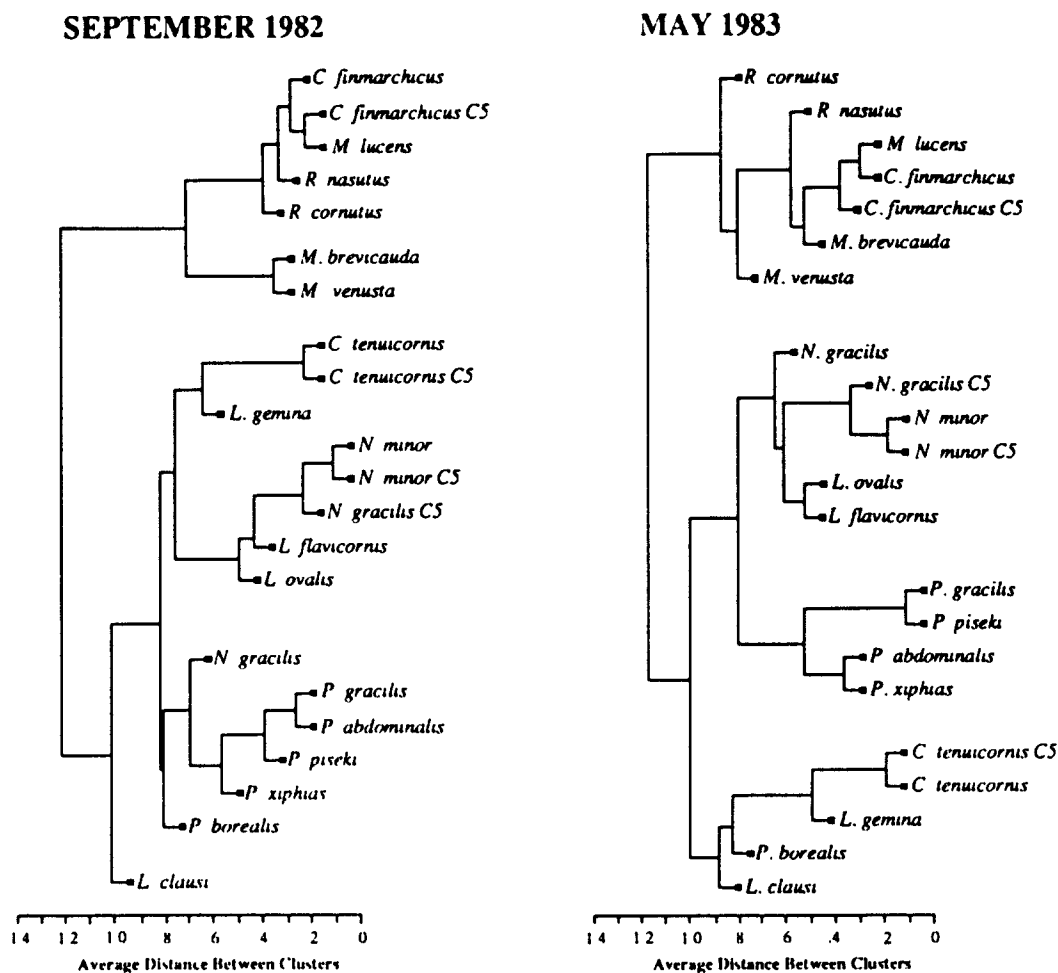 SEPTEMBER 1982
C finmarchicus
C finmarchicus C5
M lucens
R nasutus
R cornutus
M. brevicauda
M venusta
C tenuicornis
C tenuicornis C5
L. gemina
N minor
N minor C5
N gracilis C5
L flavicornis
L ovalis
N gracilis
P gracilis
P abdominalis
P piseki
P xiphias
P borealis
L clausi
14 12 10 8 6 4 2 0
Average Distance Between Clusters
MAY 1983
R cornutus
R nasutus
M lucens
C. finmarchicus
C. finmarchicus C5
M. brevicauda
M. venusta
N. gracilis
N. gracilis C5
N minor
N minor C5
L. ovalis
L flavicornis
P. gracilis
P piseki
P abdominalis
P. xiphias
C tenuicornis C5
C tenuicornis
L. gemina
P. borealis
L. clausi
14 12 10 8 6 .4 2 0
Average Distance Between Clusters